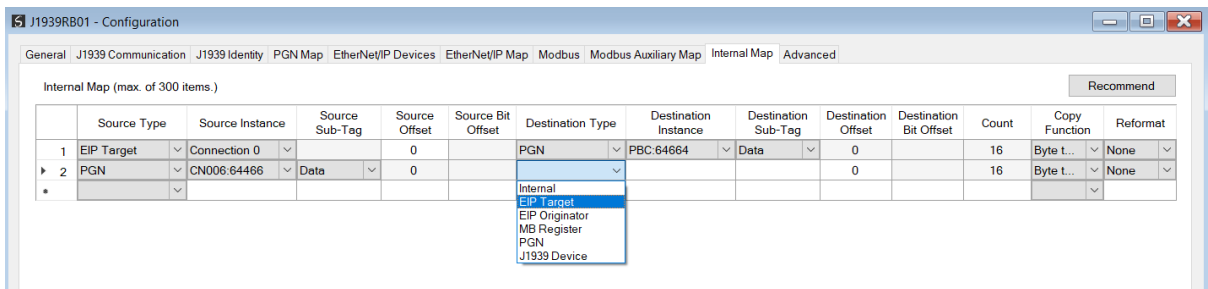 J1939RB01 - Configuration
General J1939 Communication J1939 Identity PGN Map EtherNet/IP Devices EtherNet/IP Map Modbus Modbus Auxiliary Map Internal Map Advanced
Internal Map (max. of 300 items.) Recommend
Source Type Source Instance Source Sub-Tag Source Offset Source Bit Offset Destination Type Destination Instance Destination Sub-Tag Destination Offset Destination Bit Offset Count Copy Function Reformat
1 EIP Target Connection 0 0 PGN PBC:64664 Data 0 16 Byte t... None
2 PGN CN006:64466 Data 0 0 16 Byte t... None
Internal
EIP Target
EIP Originator
MB Register
PGN
J1939 Device